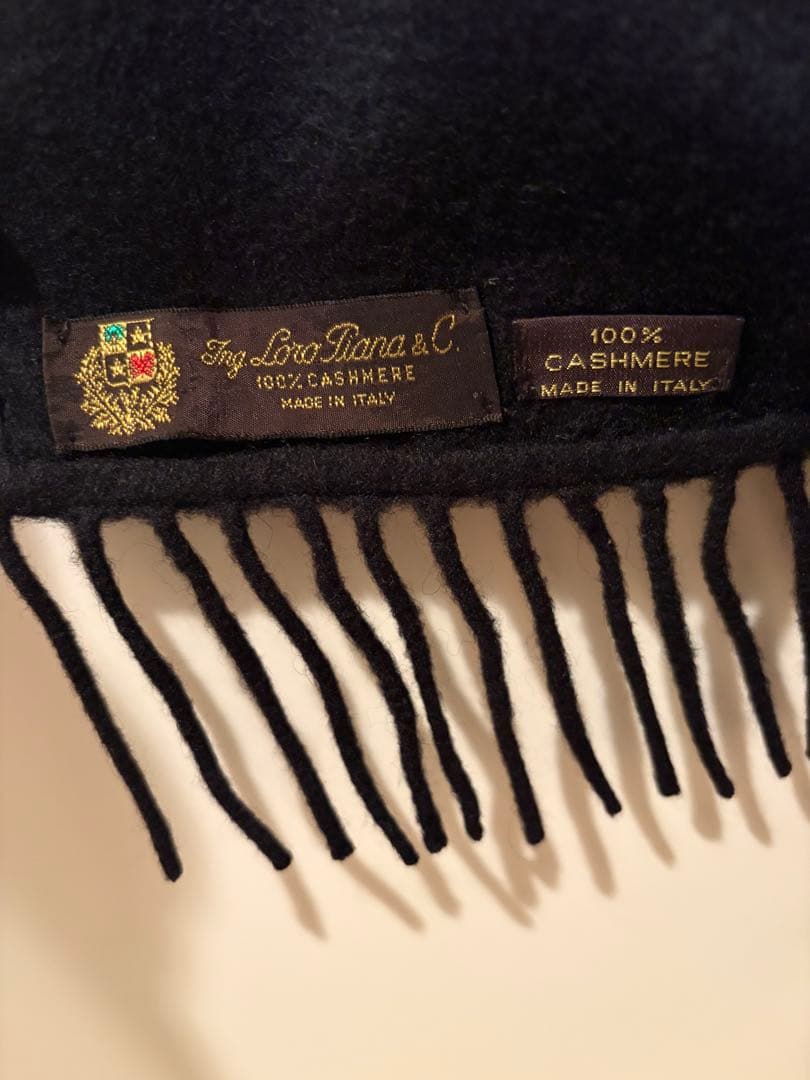 Ing Loro Piana & C.
100% CASHMERE
MADE IN ITALY
100%
CASHMERE
MADE IN ITALY